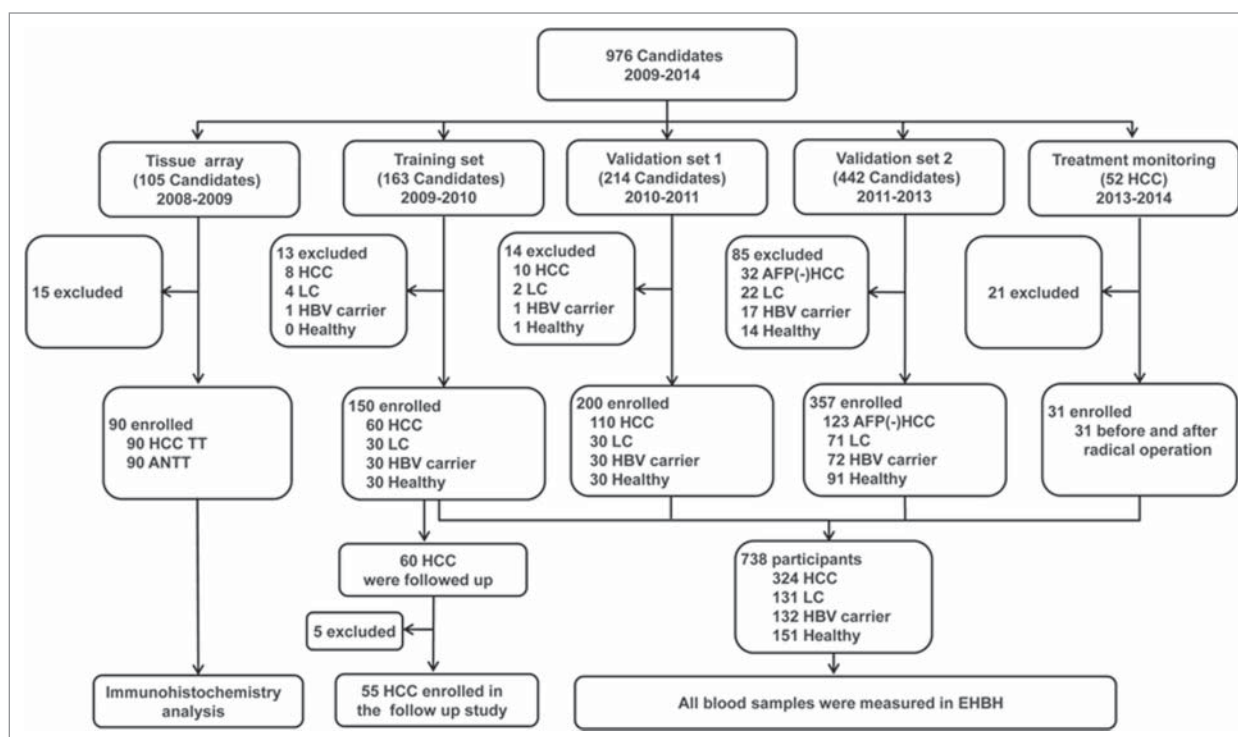 976 Candidates
2009-2014
Tissue array
(105 Candidates)
2008-2009
Training set
(163 Candidates)
2009-2010
Validation set 1
(214 Candidates)
2010-2011
Validation set 2
(442 Candidates)
2011-2013
Treatment monitoring
(52 HCC)
2013-2014
15 excluded
13 excluded
8 HCC
4 LC
1 HBV carrier
0 Healthy
14 excluded
10 HCC
2 LC
1 HBV carrier
1 Healthy
85 excluded
32 AFP(-)HCC
22 LC
17 HBV carrier
14 Healthy
21 excluded
90 enrolled
90 HCC TT
90 ANTT
150 enrolled
60 HCC
30 LC
30 HBV carrier
30 Healthy
200 enrolled
110 HCC
30 LC
30 HBV carrier
30 Healthy
357 enrolled
123 AFP(-)HCC
71 LC
72 HBV carrier
91 Healthy
31 enrolled
31 before and after
radical operation
60 HCC
were followed up
738 participants
324 HCC
131 LC
132 HBV carrier
151 Healthy
5 excluded
Immunohistochemistry
analysis
55 HCC enrolled in
the follow up study
All blood samples were measured in EHBH